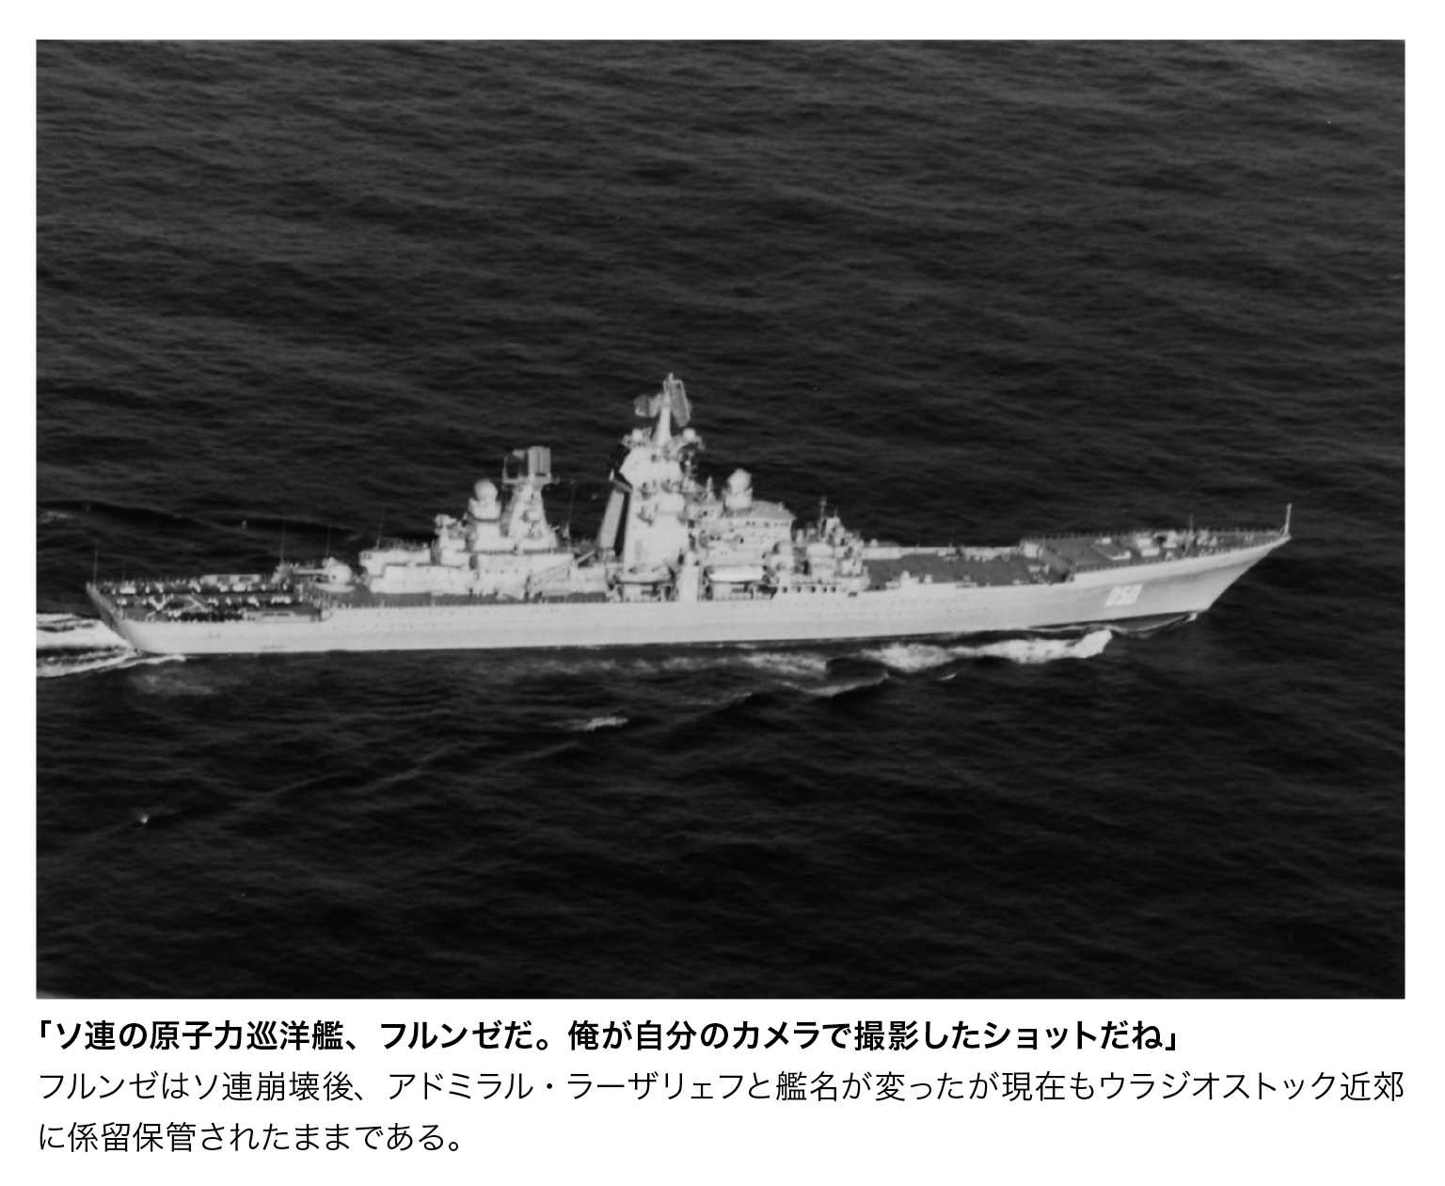 「ソ連の原子力巡洋艦、フルンゼだ。俺が自分のカメラで撮影したショットだね」
フルンゼはソ連崩壊後、アドミラル・ラーザリェフと艦名が変ったが現在もウラジオストック近郊
に係留保管されたままである。